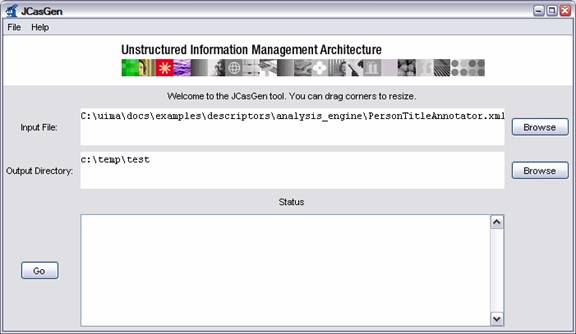 JCasGen
File Help
Unstructured Information Management Architecture
Welcome to the JCasGen tool. You can drag corners to resize.
Input File:
C:\uima\docs\examples\descriptors\analysis_engine\PersonTitleAnnotator.xml
Browse
Output Directory:
c:\temp\test
Browse
Status
Go